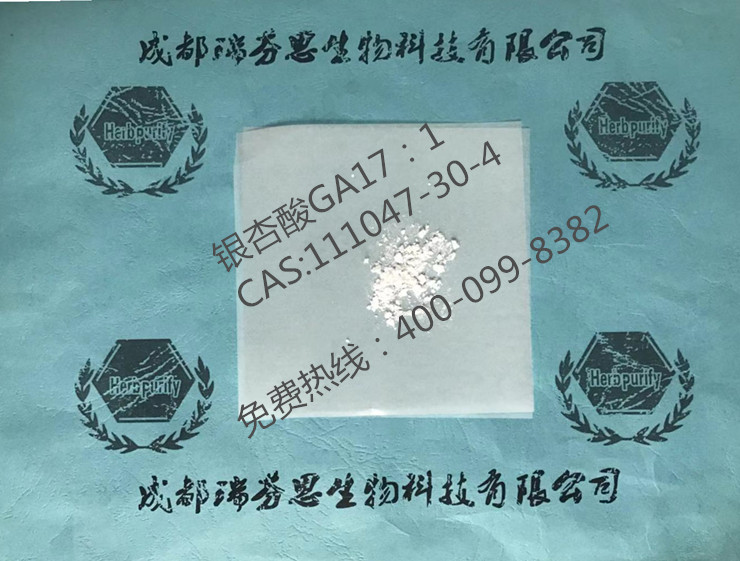 成都瑞芬思生物科技有限公司
Herbpurify
Herbpurify
银杏酸GA17：1
CAS:111047-30-4
免费热线：400-099-8382
Herbpurify
Herbpurify
成都瑞芬思生物科技有限公司